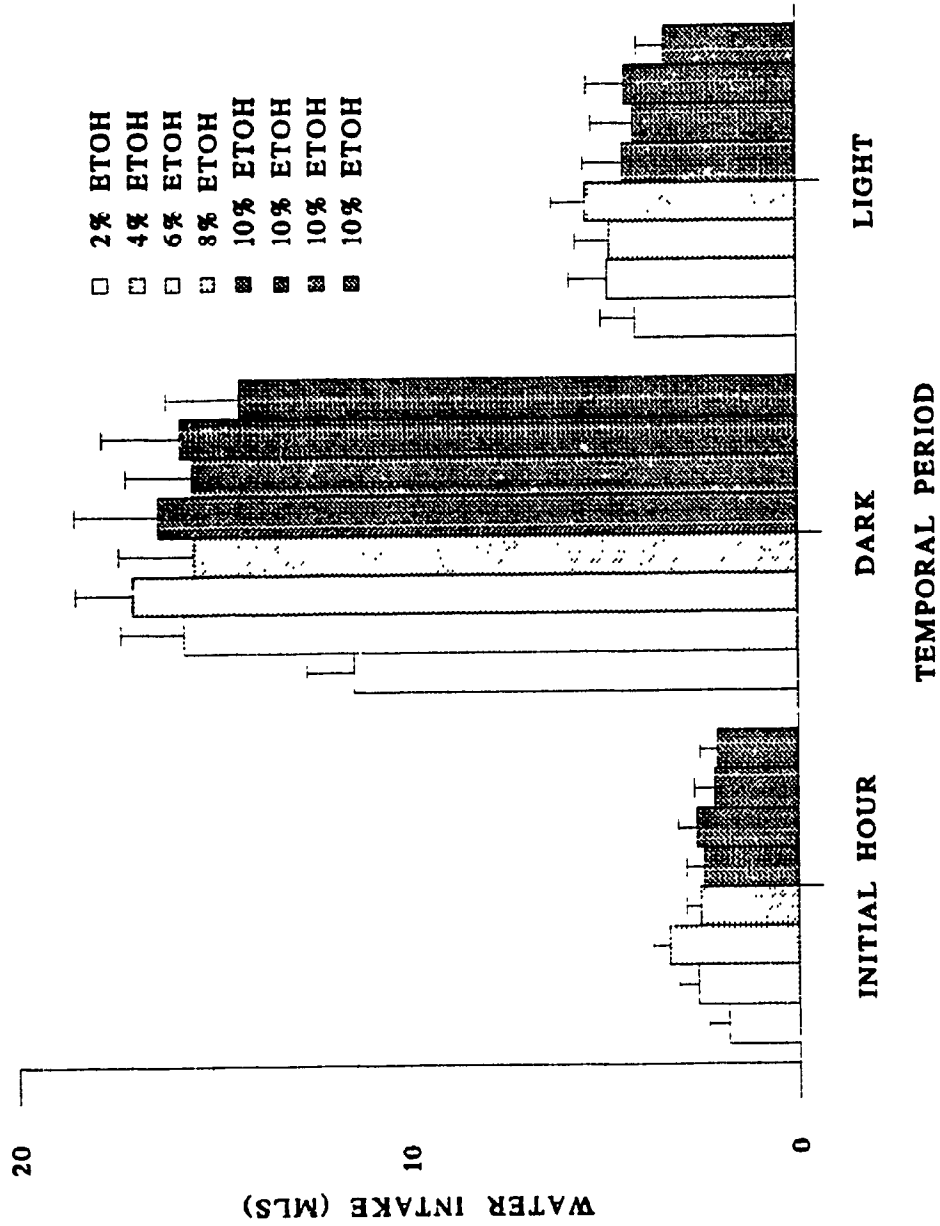 2% ETOH
4% ETOH
6% ETOH
8% ETOH
10% ETOH
10% ETOH
10% ETOH
10% ETOH
WATER INTAKE (MLS)
20
10
0
INITIAL HOUR
DARK
LIGHT
TEMPORAL PERIOD